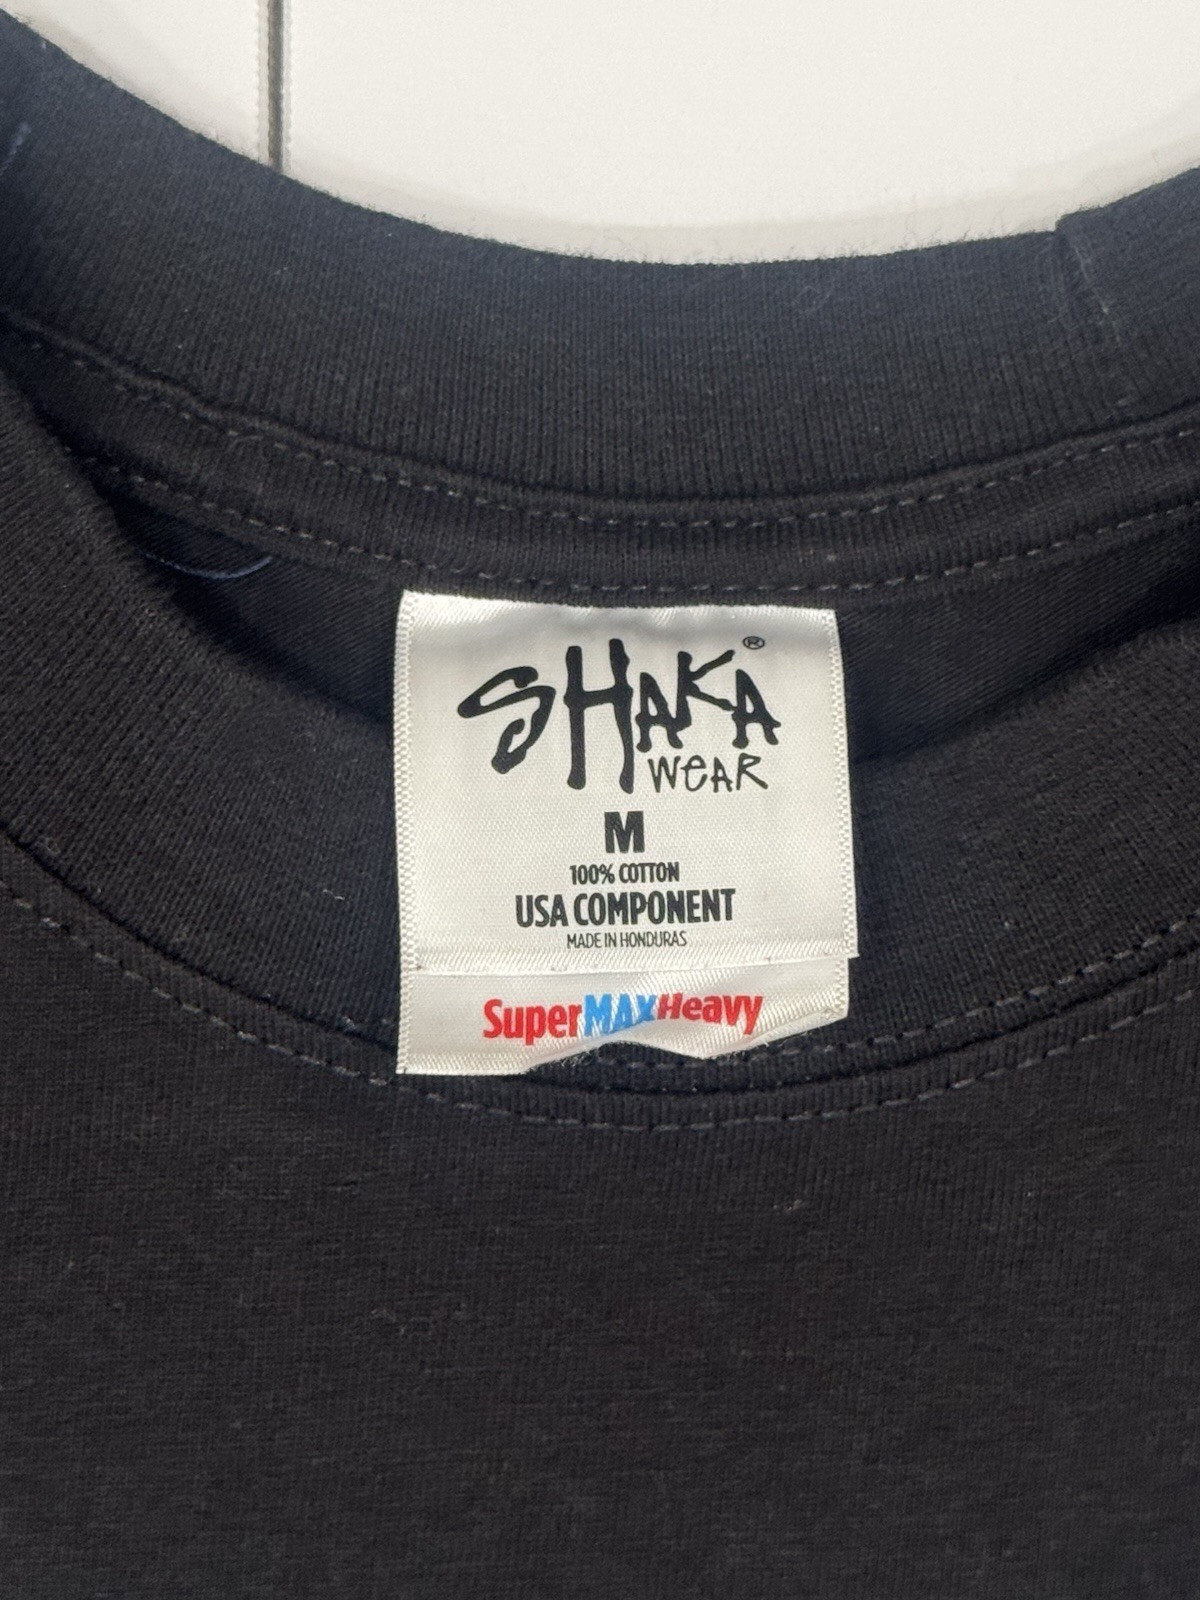 SHAKA®
WEAR
M
100% COTTON
USA COMPONENT
MADE IN HONDURAS
SuperMAXHeavy